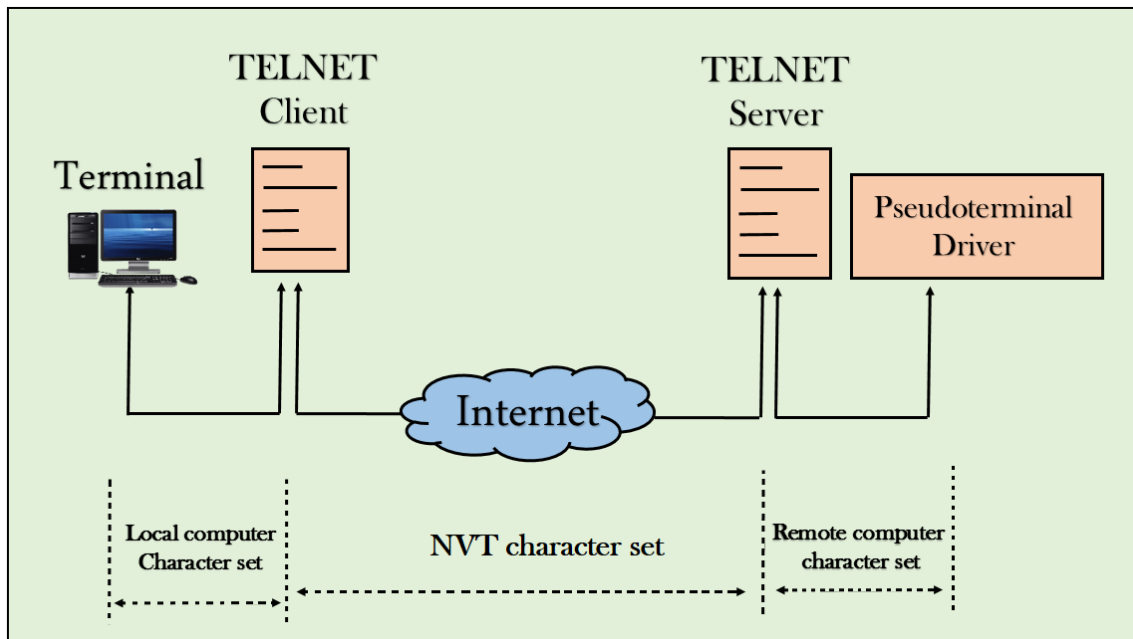 TELNET
Client
TELNET
Server
Terminal
Pseudoterminal
Driver
Internet
Local computer
Character set
NVT character set
Remote computer
character set